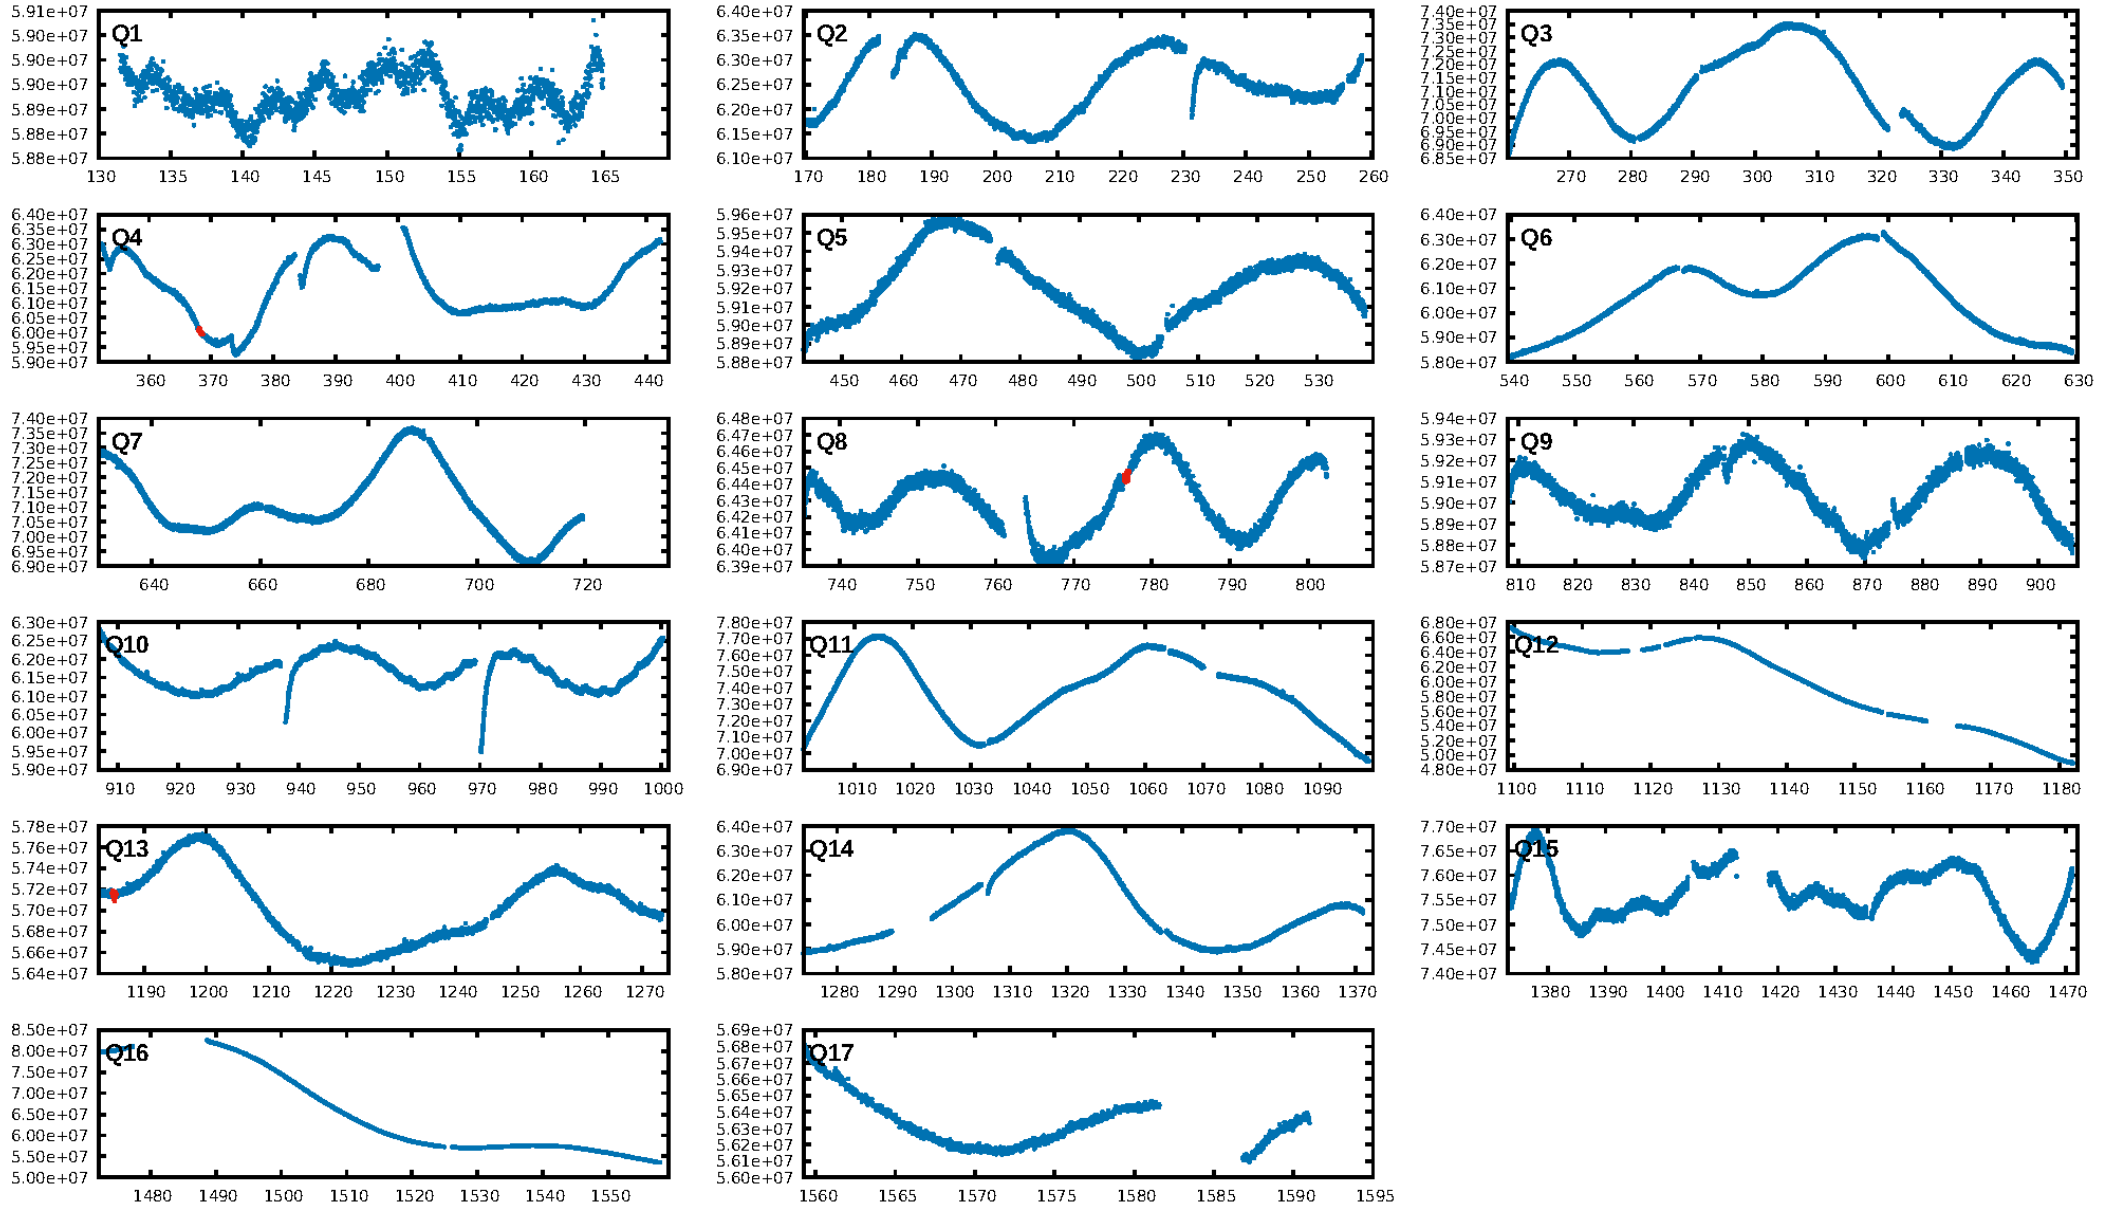 5.91e+07
5.90e+07
5.90e+07
5.90e+07
5.89e+07
5.88e+07
5.88e+07
Q1
130 135 140 145 150 155 160 165
6.40e+07
6.35e+07
6.30e+07
6.25e+07
6.20e+07
6.15e+07
6.10e+07
Q2
170 180 190 200 210 220 230 240 250 260
7.40e+07
7.35e+07
7.30e+07
7.25e+07
7.20e+07
7.15e+07
7.10e+07
7.05e+07
7.00e+07
6.95e+07
6.90e+07
6.85e+07
Q3
270 280 290 300 310 320 330 340 350
6.40e+07
6.35e+07
6.30e+07
6.25e+07
6.20e+07
6.15e+07
6.10e+07
6.05e+07
6.00e+07
5.95e+07
5.90e+07
Q4
360 370 380 390 400 410 420 430 440
5.96e+07
5.95e+07
5.94e+07
5.93e+07
5.92e+07
5.91e+07
5.90e+07
5.89e+07
5.88e+07
Q5
450 460 470 480 490 500 510 520 530
6.40e+07
6.30e+07
6.20e+07
6.10e+07
6.00e+07
5.90e+07
5.80e+07
Q6
540 550 560 570 580 590 600 610 620 630
7.40e+07
7.35e+07
7.30e+07
7.25e+07
7.20e+07
7.15e+07
7.10e+07
7.05e+07
7.00e+07
6.95e+07
6.90e+07
Q7
640 660 680 700 720
6.48e+07
6.47e+07
6.46e+07
6.45e+07
6.44e+07
6.43e+07
6.42e+07
6.41e+07
6.40e+07
6.39e+07
Q8
740 750 760 770 780 790 800
5.94e+07
5.93e+07
5.92e+07
5.91e+07
5.90e+07
5.89e+07
5.88e+07
5.87e+07
Q9
810 820 830 840 850 860 870 880 890 900
6.30e+07
6.25e+07
6.20e+07
6.15e+07
6.10e+07
6.05e+07
6.00e+07
5.95e+07
5.90e+07
Q10
910 920 930 940 950 960 970 980 990 1000
7.80e+07
7.70e+07
7.60e+07
7.50e+07
7.40e+07
7.30e+07
7.20e+07
7.10e+07
7.00e+07
6.90e+07
Q11
1010 1020 1030 1040 1050 1060 1070 1080 1090
6.80e+07
6.60e+07
6.40e+07
6.20e+07
6.00e+07
5.80e+07
5.60e+07
5.40e+07
5.20e+07
5.00e+07
4.80e+07
Q12
1100 1110 1120 1130 1140 1150 1160 1170 1180
5.78e+07
5.76e+07
5.74e+07
5.72e+07
5.70e+07
5.68e+07
5.66e+07
5.64e+07
Q13
1190 1200 1210 1220 1230 1240 1250 1260 1270
6.40e+07
6.30e+07
6.20e+07
6.10e+07
6.00e+07
5.90e+07
5.80e+07
Q14
1280 1290 1300 1310 1320 1330 1340 1350 1360 1370
7.70e+07
7.65e+07
7.60e+07
7.55e+07
7.50e+07
7.45e+07
7.40e+07
Q15
1380 1390 1400 1410 1420 1430 1440 1450 1460 1470
8.50e+07
8.00e+07
7.50e+07
7.00e+07
6.50e+07
6.00e+07
5.50e+07
5.00e+07
Q16
1480 1490 1500 1510 1520 1530 1540 1550
5.69e+07
5.68e+07
5.67e+07
5.66e+07
5.65e+07
5.64e+07
5.63e+07
5.62e+07
5.61e+07
5.60e+07
Q17
1560 1565 1570 1575 1580 1585 1590 1595